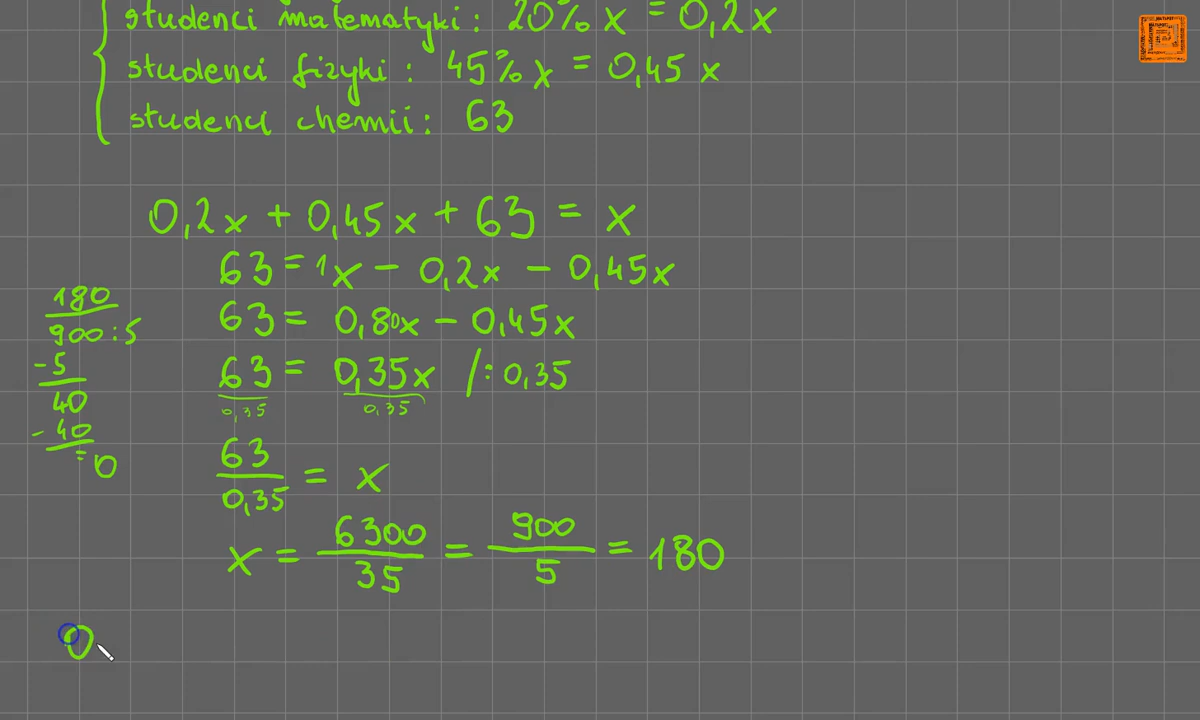 studenci matematyki: 20% x = 0,2x
studenci fizyki: 45% x = 0,45 x
studenci chemii: 63
0,2x + 0,45x + 63 = x
63 = 1x - 0,2x - 0,45x
63 = 0,80x - 0,45x
63 = 0,35x /: 0,35
0,35 0,35
63
0,35 = x
x = 6300/35 = 900/5 = 180
180
900:5
-5
40
-40
=0
O